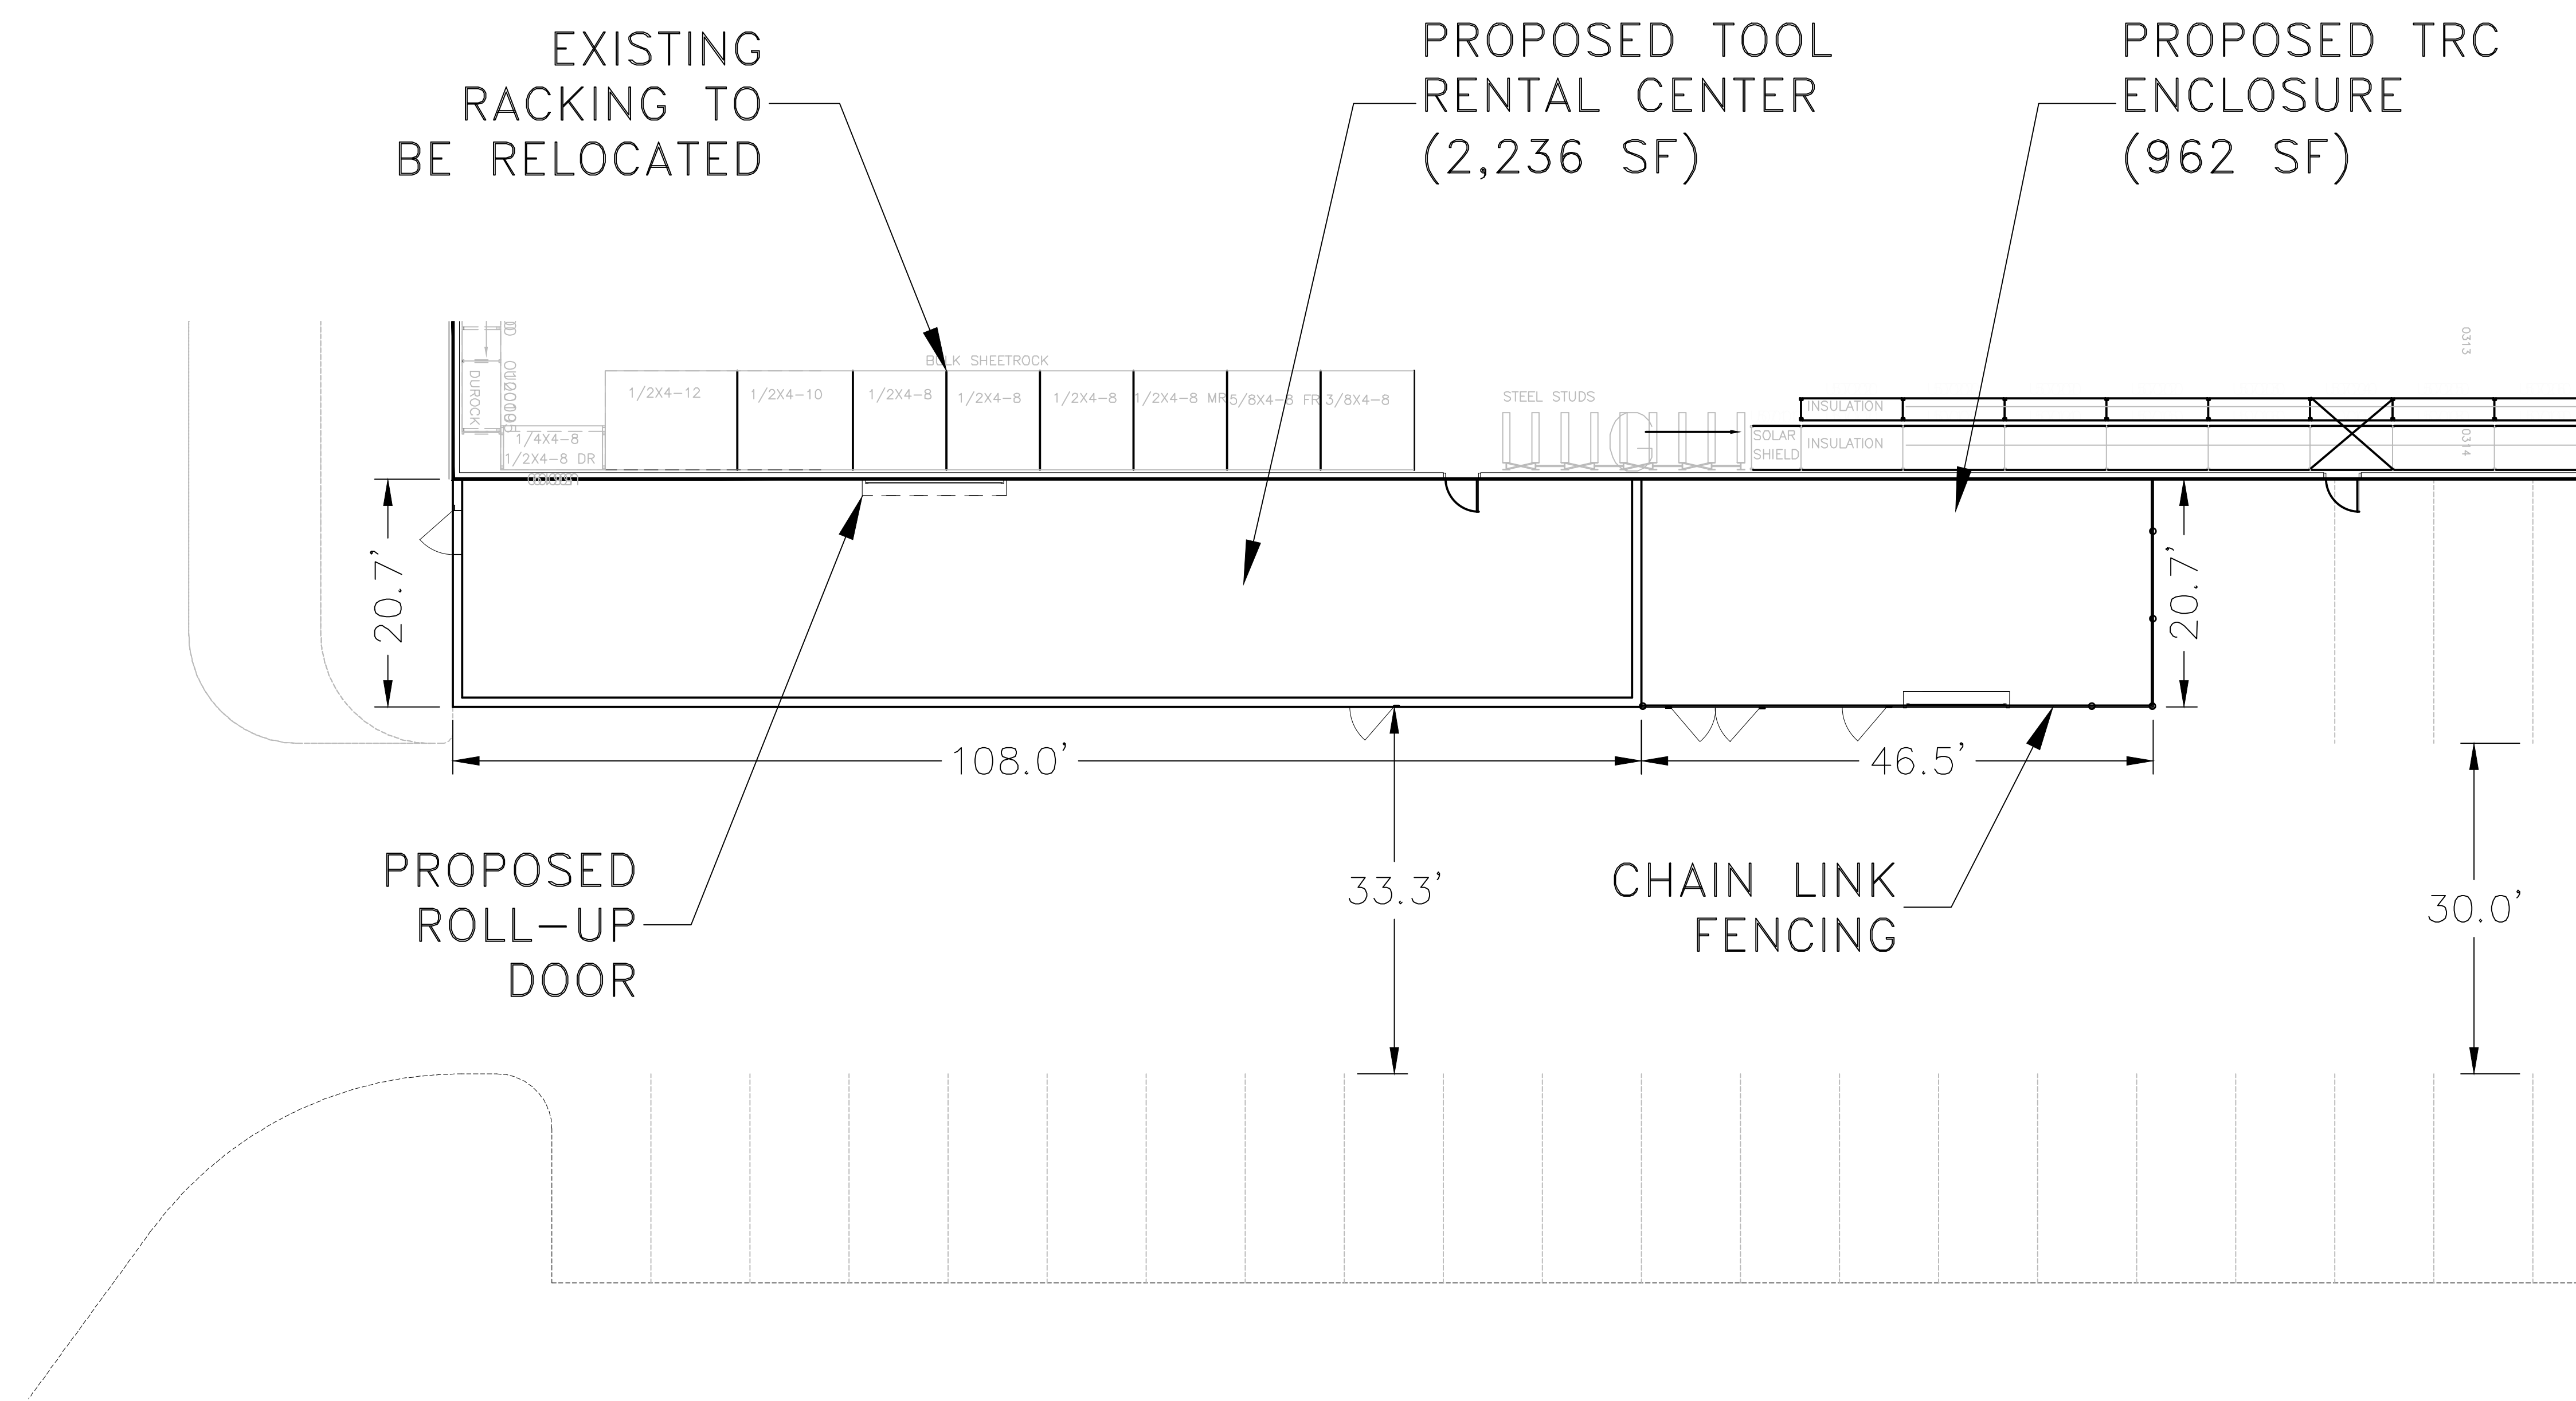 EXISTING
RACKING TO
BE RELOCATED
PROPOSED TOOL
RENTAL CENTER
(2,236 SF)
PROPOSED TRC
ENCLOSURE
(962 SF)
0313
BULK SHEETROCK
DUROCK
1/2X4-12
1/2X4-10
1/2X4-8
1/2X4-8
1/2X4-8
1/2X4-8 MR
5/8X4-8 FR
3/8X4-8
STEEL STUDS
G
INSULATION
SOLAR
SHIELD
INSULATION
0314
1/4X4-8
1/2X4-8 DR
20.7'
20.7'
108.0'
46.5'
PROPOSED
ROLL-UP
DOOR
33.3'
CHAIN LINK
FENCING
30.0'